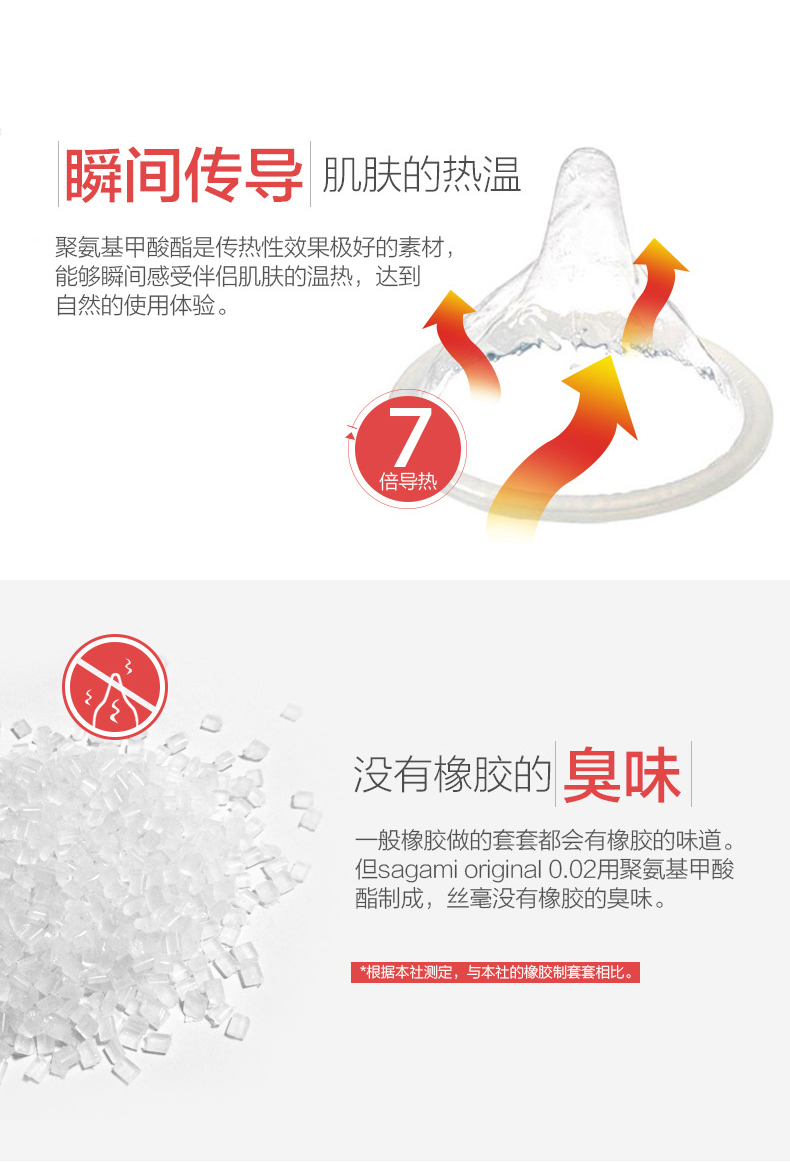 瞬间传导 肌肤的热温
聚氨基甲酸酯是传热性效果极好的素材，
能够瞬间感受伴侣肌肤的温热，达到
自然的使用体验。
7
倍导热
没有橡胶的臭味
一般橡胶做的套套都会有橡胶的味道。
但sagami original 0.02用聚氨基甲酸
酯制成，丝毫没有橡胶的臭味。
*根据本社测定，与本社的橡胶制套套相比。